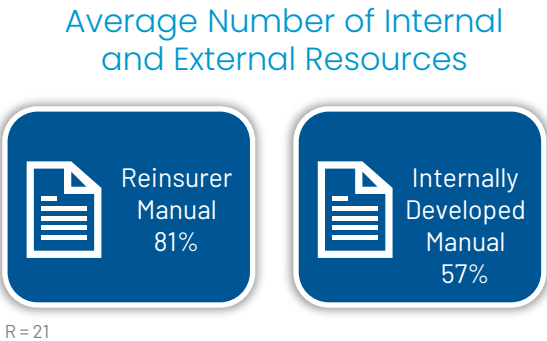 Average Number of Internal
and External Resources
Reinsurer
Manual
81%
Internally
Developed
Manual
57%
R = 21